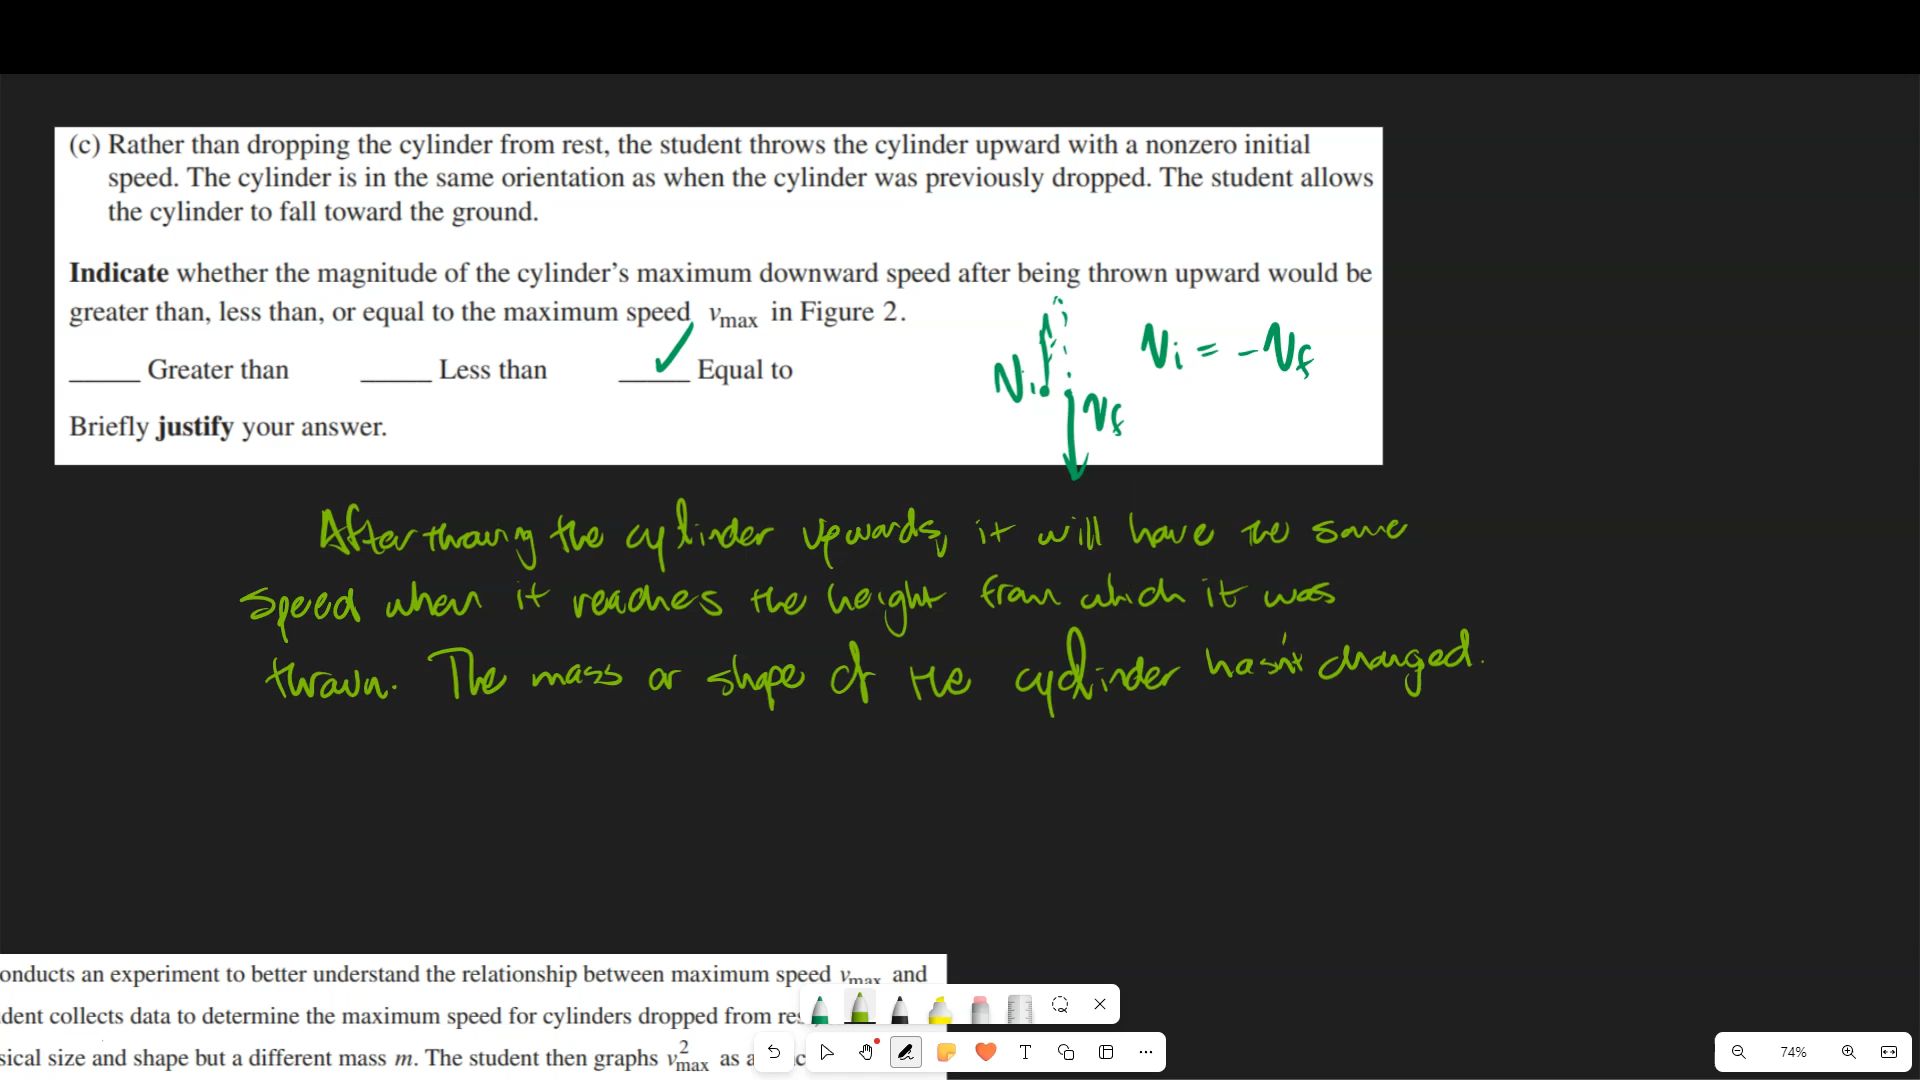 (c) Rather than dropping the cylinder from rest, the student throws the cylinder upward with a nonzero initial
speed. The cylinder is in the same orientation as when the cylinder was previously dropped. The student allows
the cylinder to fall toward the ground.
Indicate whether the magnitude of the cylinder’s maximum downward speed after being thrown upward would be
greater than, less than, or equal to the maximum speed vmax in Figure 2.
_____ Greater than _____ Less than _____ Equal to
Briefly justify your answer.
Vi
Vf
Vi = -Vf
After throwing the cylinder upwards, it will have the same
speed when it reaches the height from which it was
thrown. The mass or shape of the cylinder hasn't changed.
onducts an experiment to better understand the relationship between maximum speed vmax and
dent collects data to determine the maximum speed for cylinders dropped from
sical size and shape but a different mass m. The student then graphs v²max as a
74%